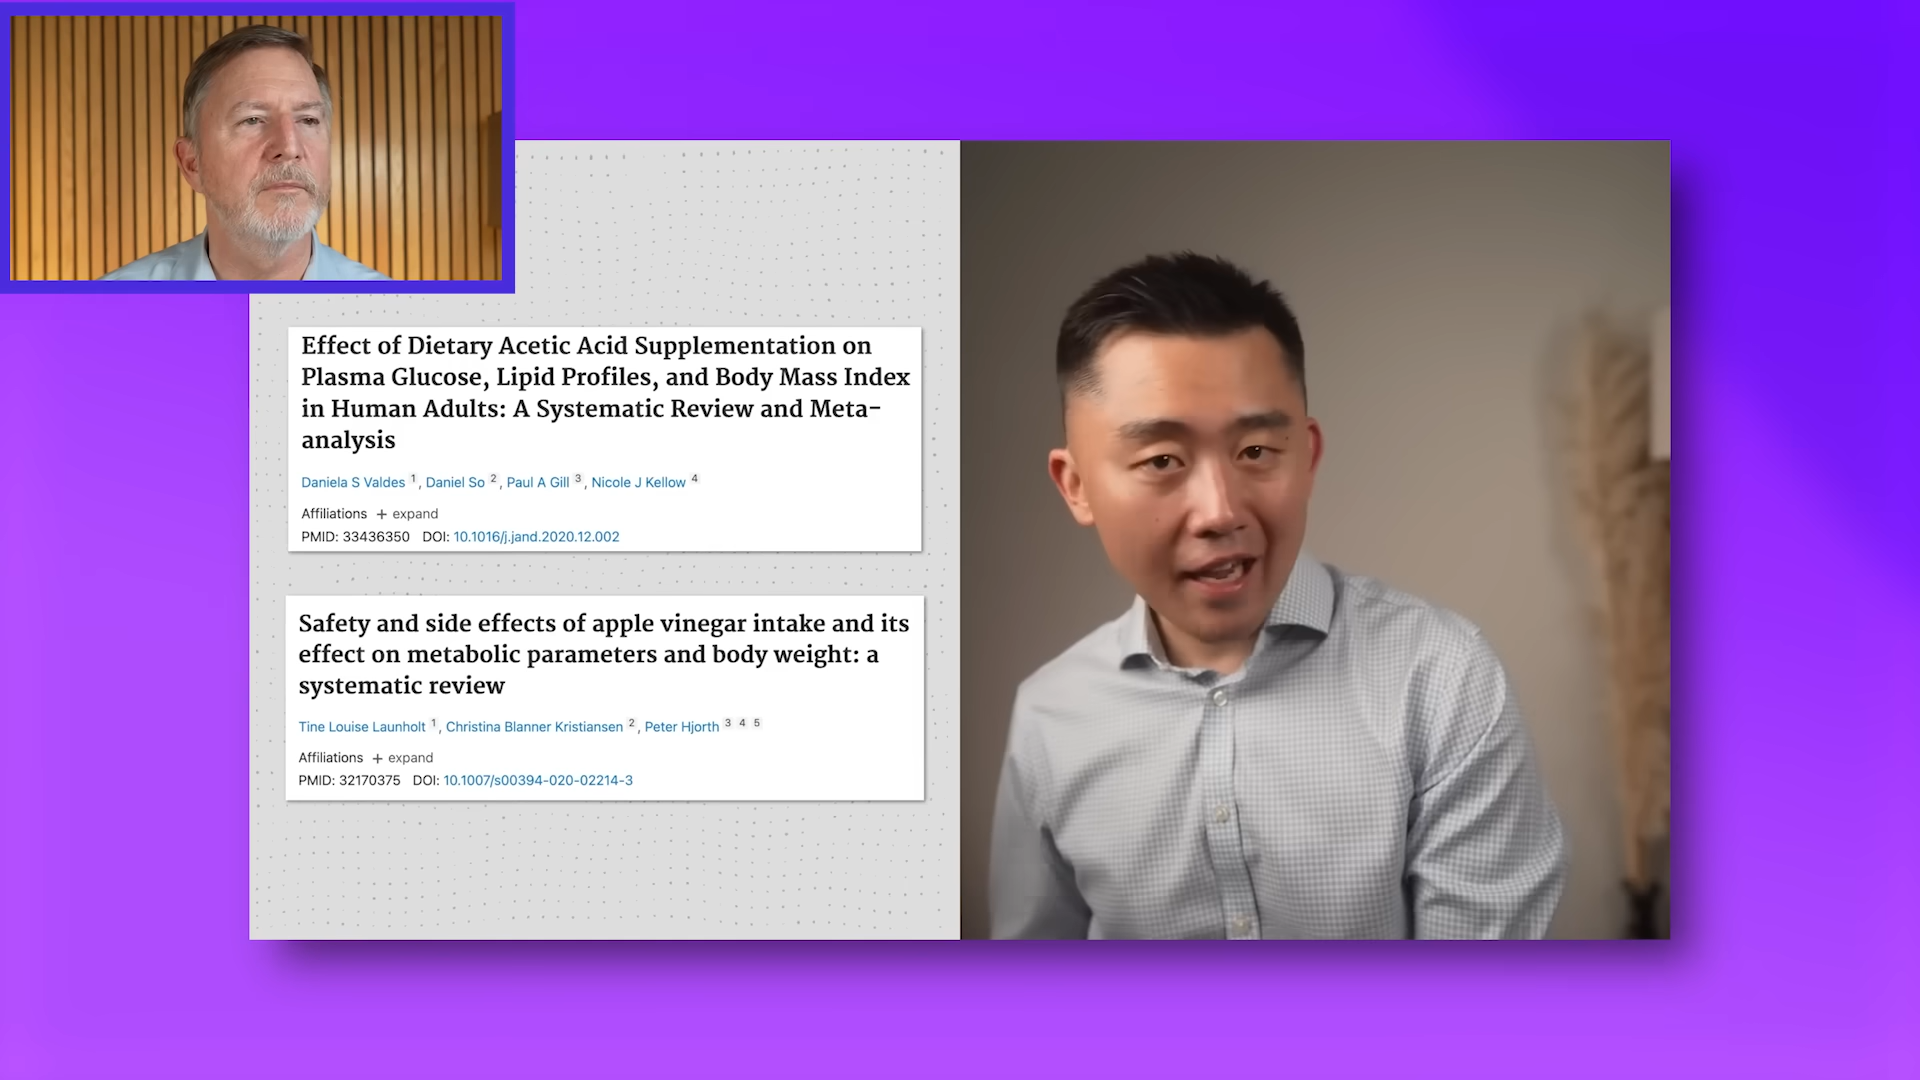 Effect of Dietary Acetic Acid Supplementation on
Plasma Glucose, Lipid Profiles, and Body Mass Index
in Human Adults: A Systematic Review and Meta-
analysis
Daniela S Valdes 1, Daniel So 2, Paul A Gill 3, Nicole J Kellow 4
Affiliations + expand
PMID: 33436350 DOI: 10.1016/j.jand.2020.12.002
Safety and side effects of apple vinegar intake and its
effect on metabolic parameters and body weight: a
systematic review
Tine Louise Launholt 1, Christina Blanner Kristiansen 2, Peter Hjorth 3 4 5
Affiliations + expand
PMID: 32170375 DOI: 10.1007/s00394-020-02214-3